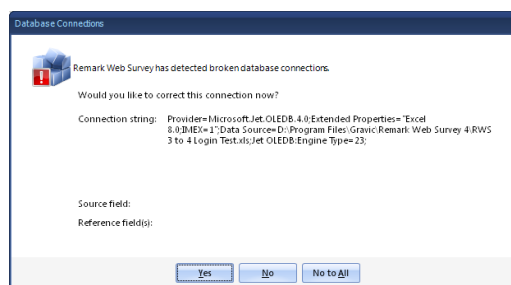 Database Connections
Remark Web Survey has detected broken database connections.
Would you like to correct this connection now?
Connection string: Provider=Microsoft.Jet.OLEDB.4.0;Extended Properties="Excel
8.0;IMEX=1";Data Source=D:\Program Files\Gravic\Remark Web Survey 4\RWS
3 to 4 Login Test.xls;Jet OLEDB:Engine Type=23;
Source field:
Reference field(s):
Yes No No to All